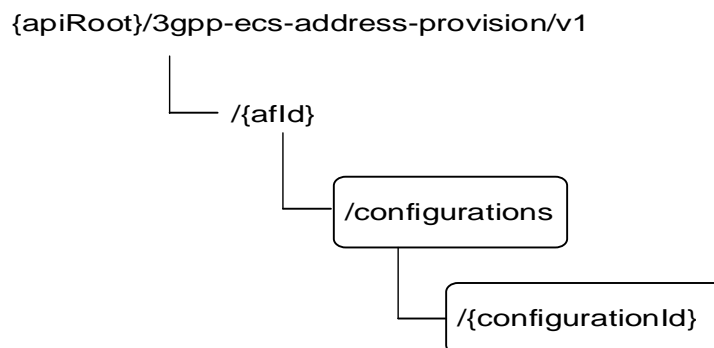 {apiRoot}/3gpp-ecs-address-provision/v1
/{afId}
/configurations
/{configurationId}